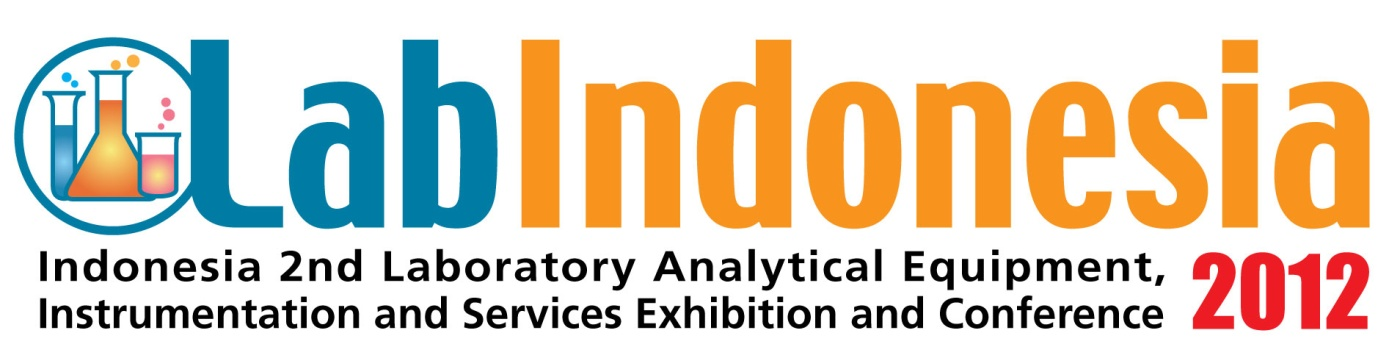 LabIndonesia
Indonesia 2nd Laboratory Analytical Equipment,
Instrumentation and Services Exhibition and Conference
2012